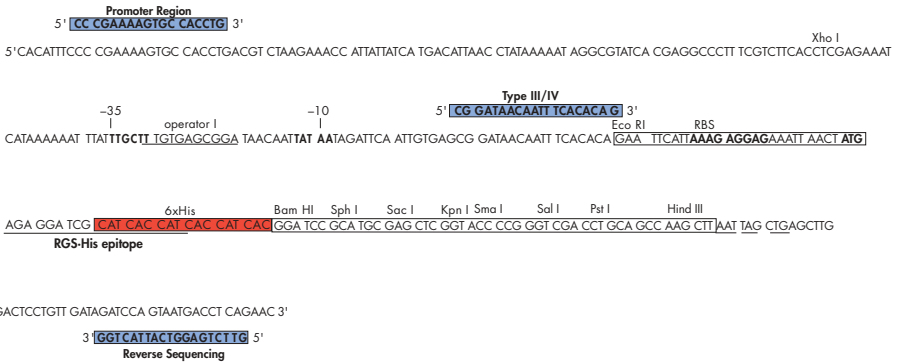 Promoter Region
5' CC CGAAAAGTGC CACCTG 3'
5'CACATTTCCC CGAAAAGTGC CACCTGACGT CTAAGAAACC ATTATTATCA TGACATTAAC CTATAAAAAT AGGCGTATCA CGAGGCCCTT TCGTCTTCACCTCGAGAAAT
Xho I
Type III/IV
-35 operator I -10 5' CG GATAACAATT TCACACA G 3'
Eco RI RBS
CATAAAAAAT TTATTTGCTT TGTGAGCGGA TAACAATTAT AATAGATTCA ATTGTGAGCG GATAACAATT TCACACA GAA TTCATTAAAG AGGAGAAATT AACT ATG
6xHis Bam HI Sph I Sac I Kpn I Sma I Sal I Pst I Hind III
AGA GGA TCG CAT CAC CAT CAC CAT CAC GGA TCC GCA TGC GAG CTC GGT ACC CCG GGT CGA CCT GCA GCC AAG CTT AAT TAG CTGAGCTTG
RGS-His epitope
GACTCCTGTT GATAGATCCA GTAATGACCT CAGAAC 3'
3' GGTCATTACTGGAGTCTTG 5'
Reverse Sequencing